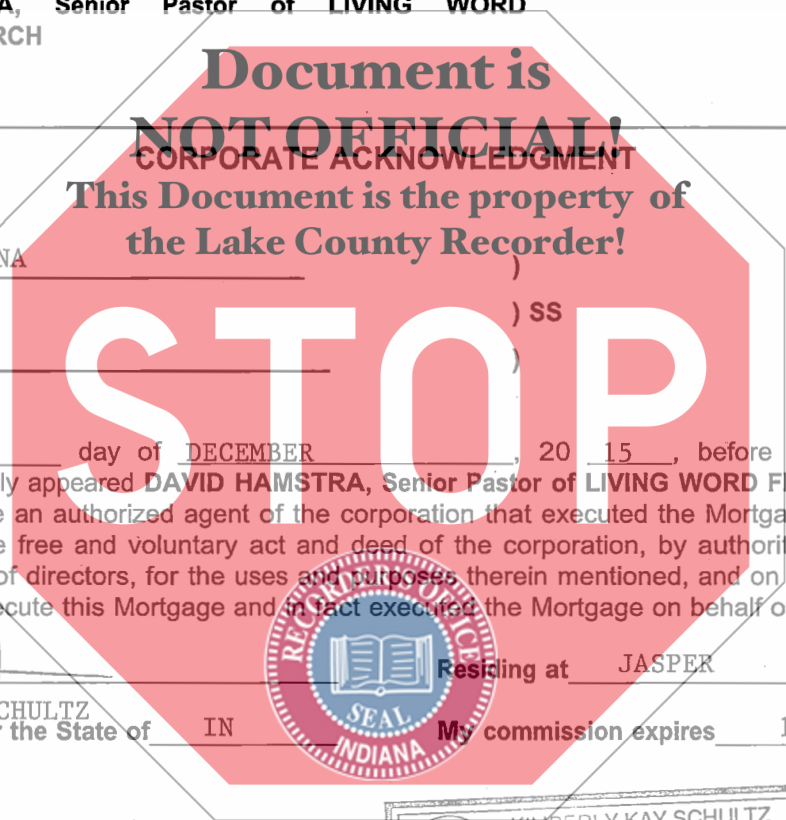 A, Senior Pastor of LIVING WORD
RCH
Document is
NOT OFFICIAL!
CORPORATE ACKNOWLEDGMENT
This Document is the property of
the Lake County Recorder!
NA )
) SS
)
STOP
day of DECEMBER , 20 15 , before
ly appeared DAVID HAMSTRA, Senior Pastor of LIVING WORD F
e an authorized agent of the corporation that executed the Mortga
e free and voluntary act and deed of the corporation, by authorit
of directors, for the uses and purposes therein mentioned, and on
ecute this Mortgage and in fact executed the Mortgage on behalf o
RECORDER'S OFFICE
SEAL
INDIANA
Residing at JASPER
CHULTZ
r the State of IN My commission expires 1
KIMBERLY KAY SCHULTZ